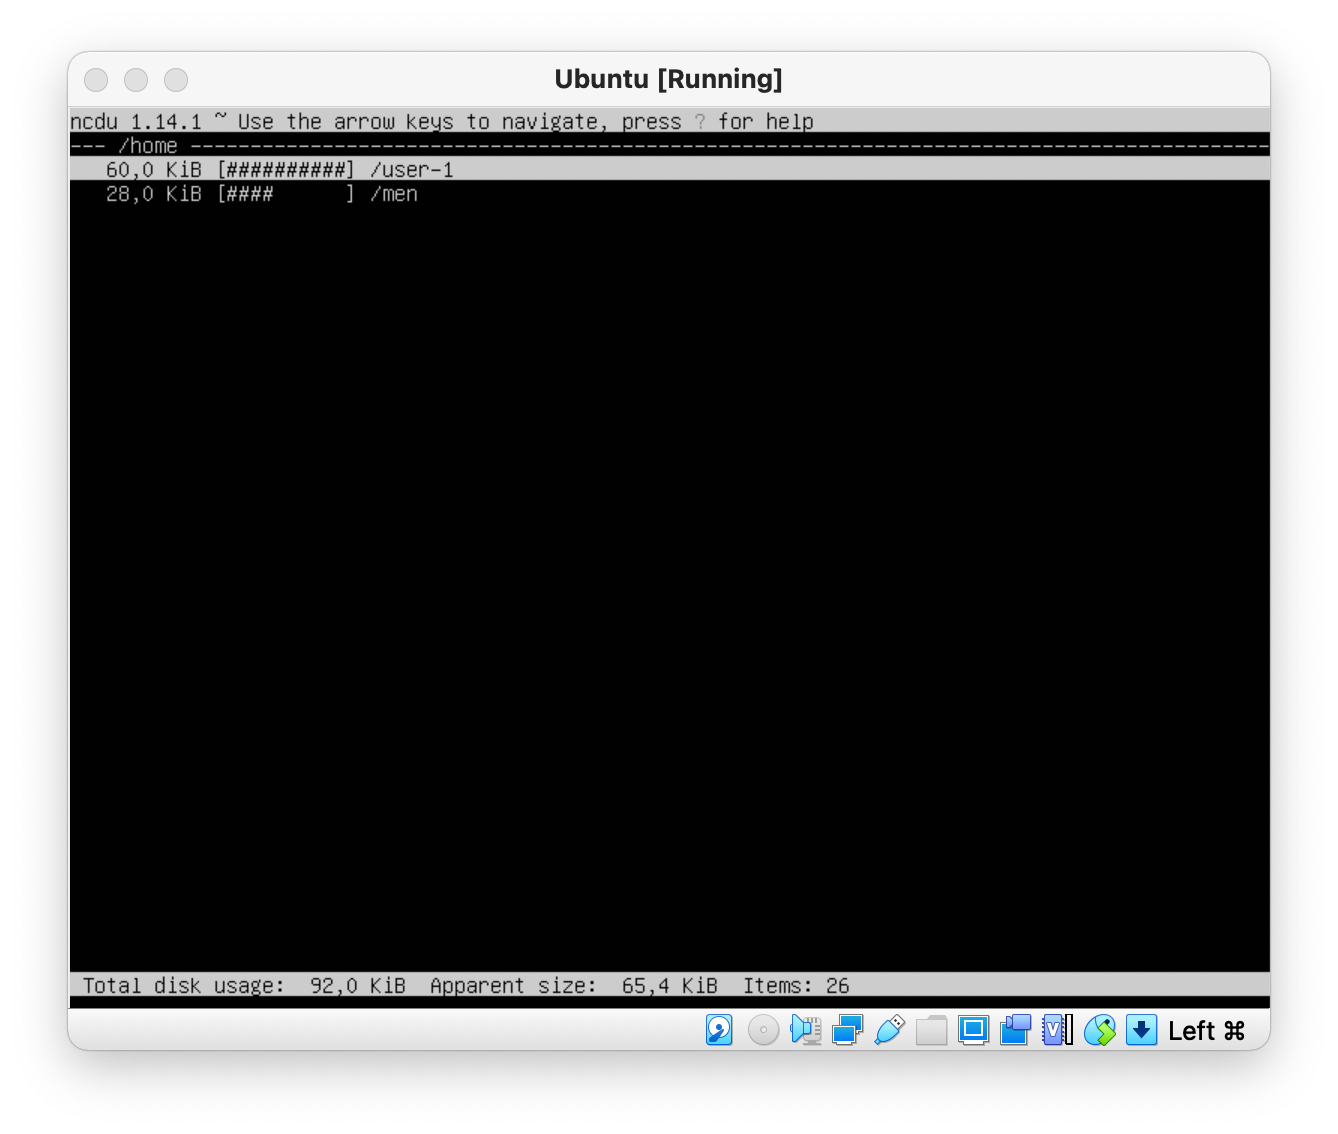 Ubuntu [Running]
ncdu 1.14.1 ~ Use the arrow keys to navigate, press ? for help
--- /home ------------------------------------------------------------------------------------------
60,0 KiB [##########] /user-1
28,0 KiB [####      ] /men
Total disk usage:  92,0 KiB  Apparent size:  65,4 KiB  Items: 26
V
Left ⌘